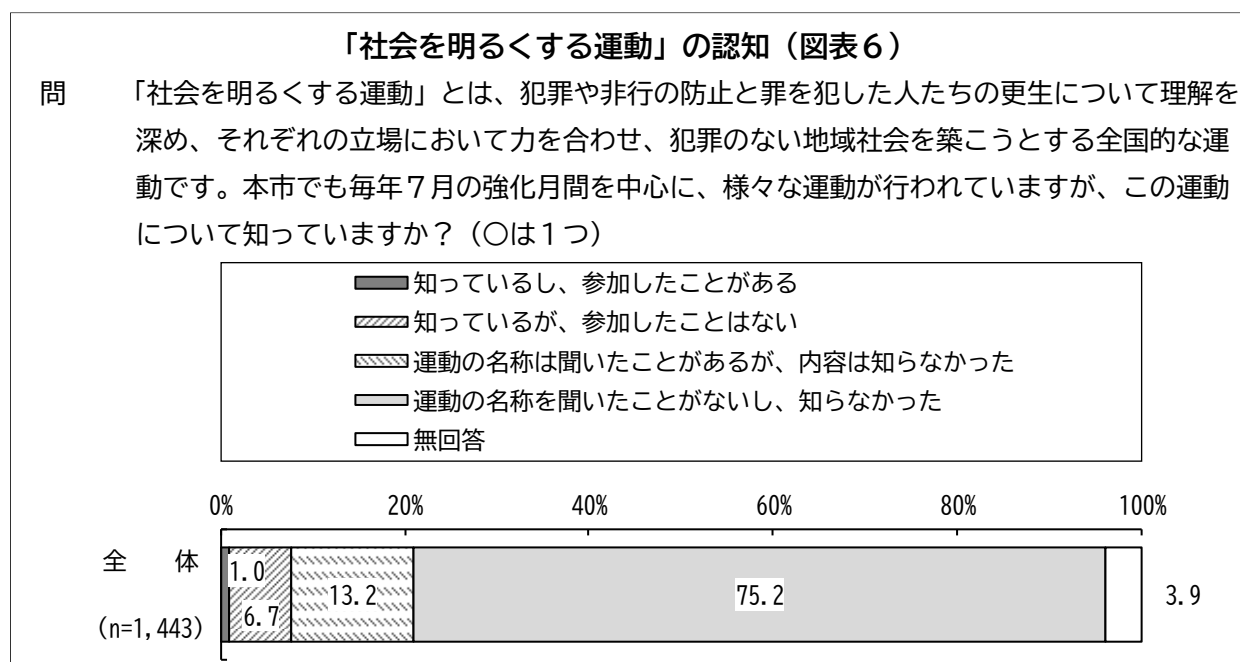 「社会を明るくする運動」の認知（図表６）
問　「社会を明るくする運動」とは、犯罪や非行の防止と罪を犯した人たちの更生について理解を
深め、それぞれの立場において力を合わせ、犯罪のない地域社会を築こうとする全国的な運
動です。本市でも毎年７月の強化月間を中心に、様々な運動が行われていますが、この運動
について知っていますか？（〇は１つ）
知っているし、参加したことがある
知っているが、参加したことはない
運動の名称は聞いたことがあるが、内容は知らなかった
運動の名称を聞いたことがないし、知らなかった
無回答
0% 20% 40% 60% 80% 100%
全　体
(n=1,443)
1.0
6.7
13.2
75.2
3.9